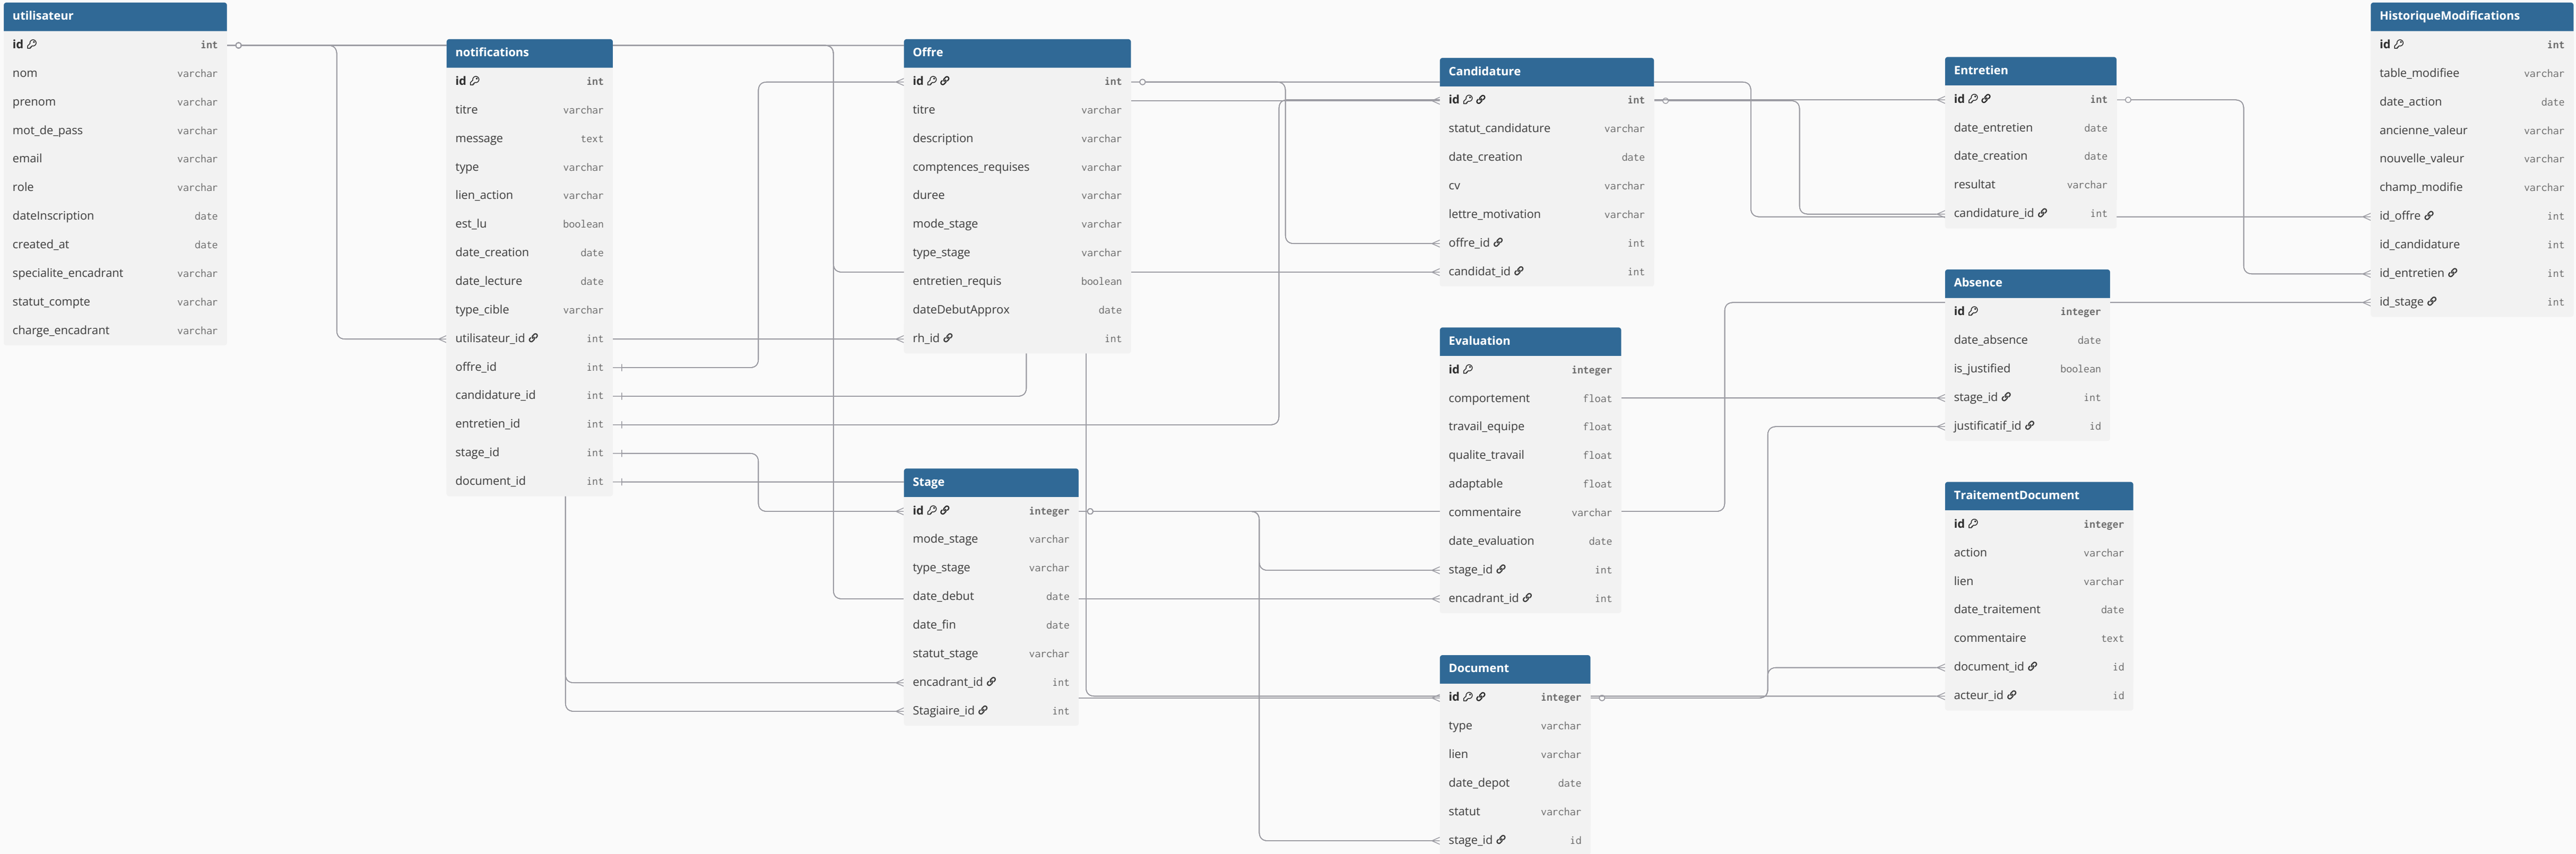 utilisateur
id int
nom varchar
prenom varchar
mot_de_pass varchar
email varchar
role varchar
dateInscription date
created_at date
specialite_encadrant varchar
statut_compte varchar
charge_encadrant varchar
notifications
id int
titre varchar
message text
type varchar
lien_action varchar
est_lu boolean
date_creation date
date_lecture date
type_cible varchar
utilisateur_id int
offre_id int
candidature_id int
entretien_id int
stage_id int
document_id int
Offre
id int
titre varchar
description varchar
comptences_requises varchar
duree varchar
mode_stage varchar
type_stage varchar
entretien_requis boolean
dateDebutApprox date
rh_id int
Stage
id integer
mode_stage varchar
type_stage varchar
date_debut date
date_fin date
statut_stage varchar
encadrant_id int
Stagiaire_id int
Candidature
id int
statut_candidature varchar
date_creation date
cv varchar
lettre_motivation varchar
offre_id int
candidat_id int
Evaluation
id integer
comportement float
travail_equipe float
qualite_travail float
adaptable float
commentaire varchar
date_evaluation date
stage_id int
encadrant_id int
Document
id integer
type varchar
lien varchar
date_depot date
statut varchar
stage_id id
Entretien
id int
date_entretien date
date_creation date
resultat varchar
candidature_id int
Absence
id integer
date_absence date
is_justified boolean
stage_id int
justificatif_id id
TraitementDocument
id integer
action varchar
lien varchar
date_traitement date
commentaire text
document_id id
acteur_id id
HistoriqueModifications
id int
table_modifiee varchar
date_action date
ancienne_valeur varchar
nouvelle_valeur varchar
champ_modifie varchar
id_offre int
id_candidature int
id_entretien int
id_stage int